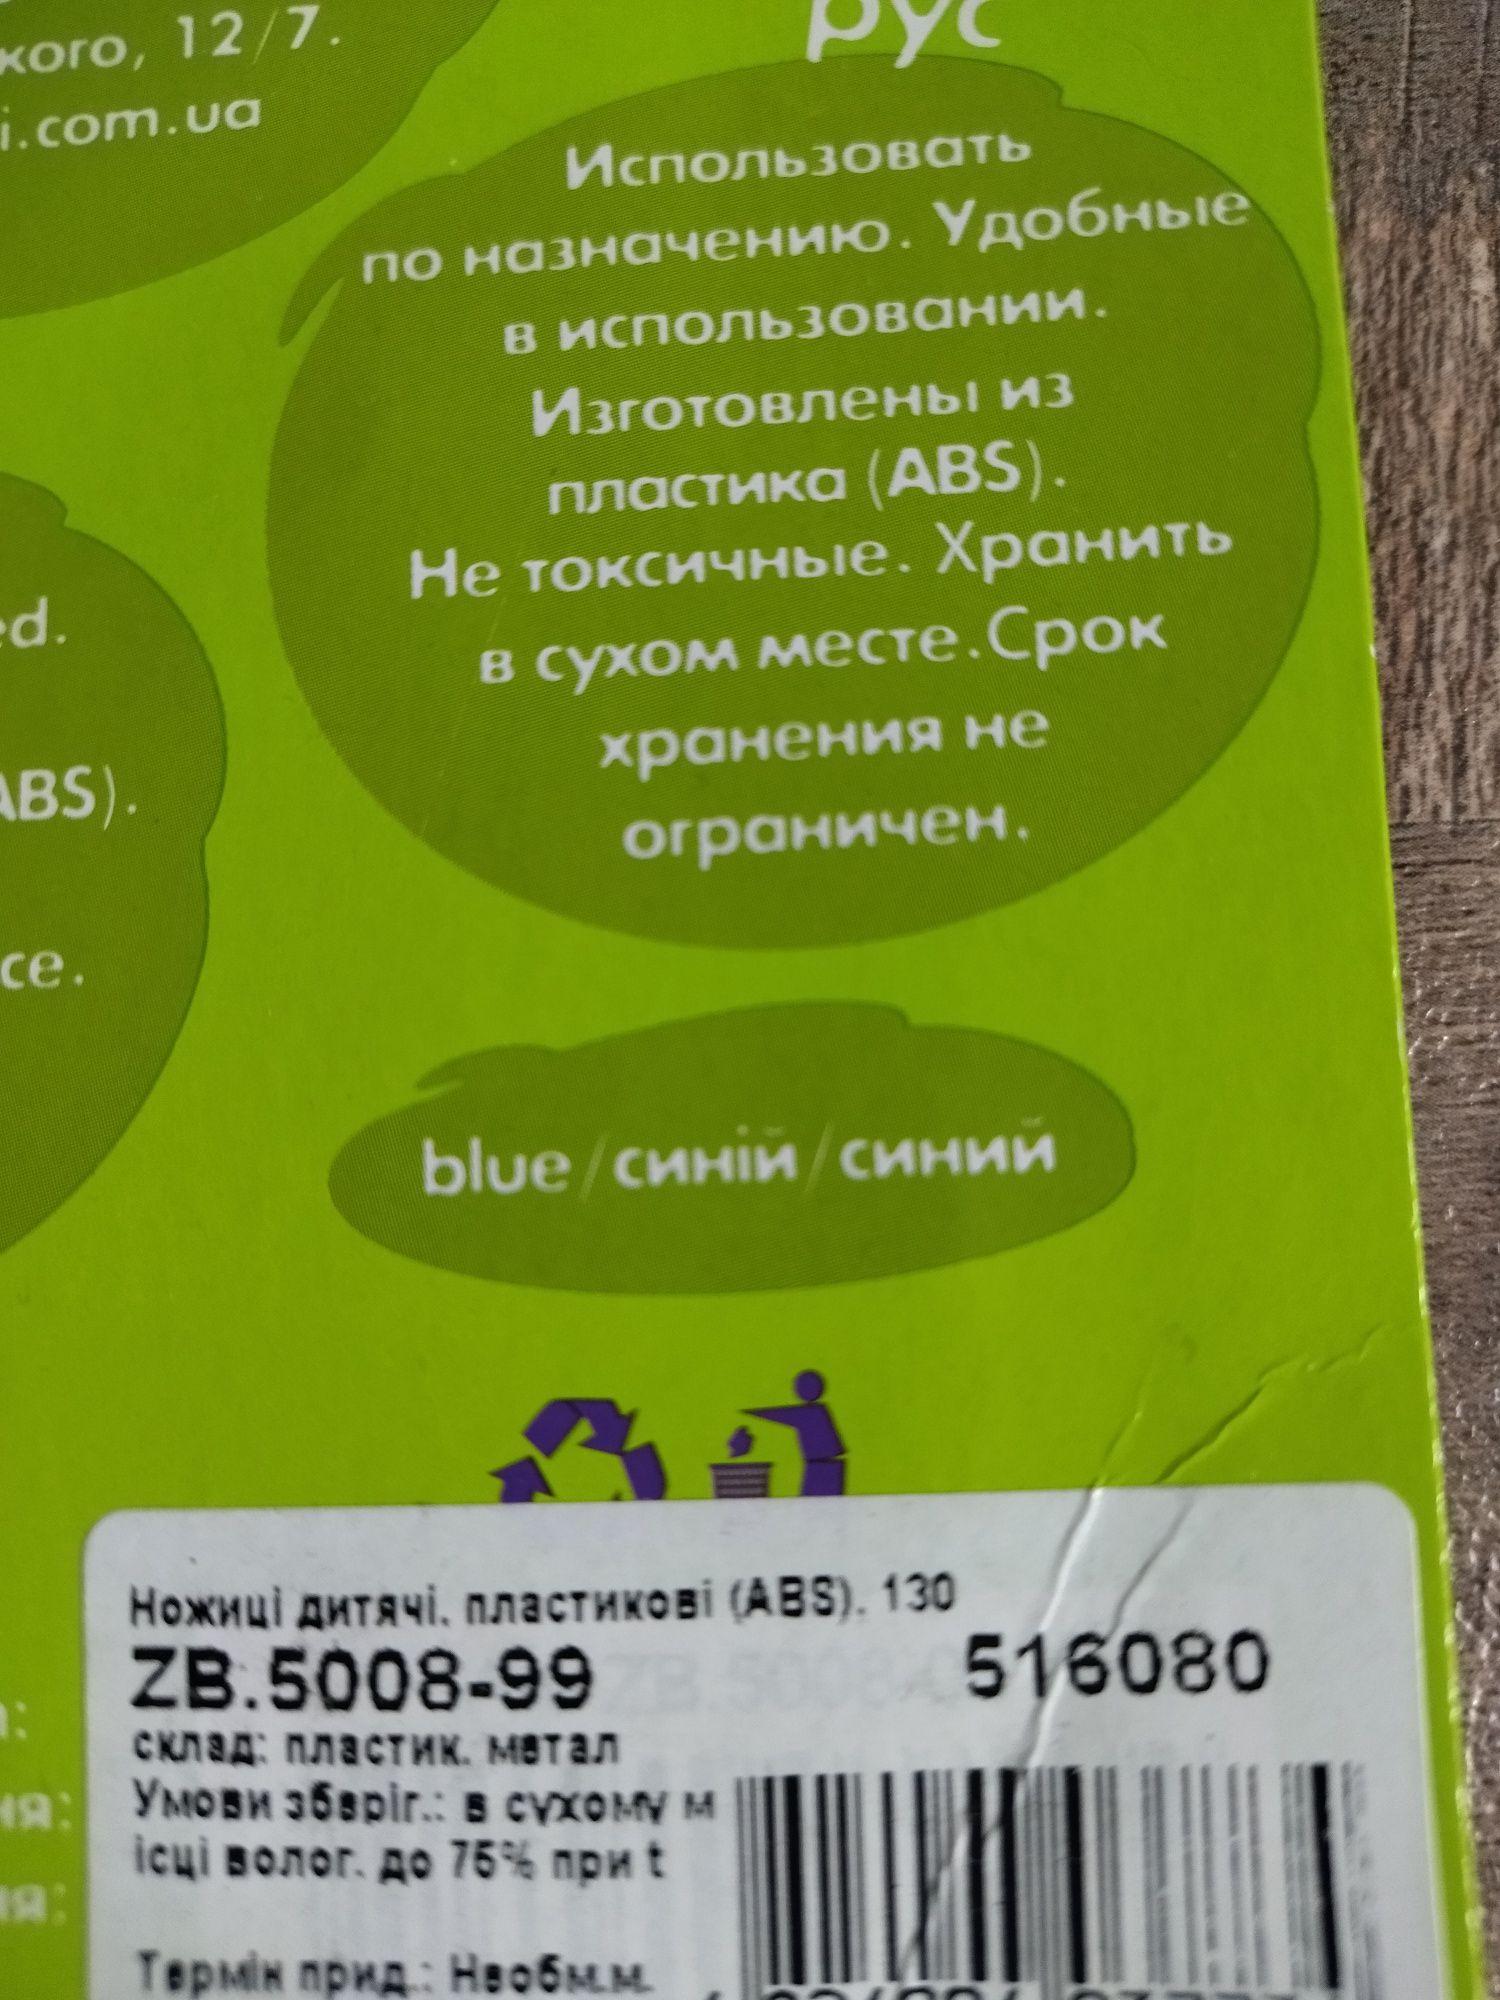 кого, 12/7.
i.com.ua
рус
Использовать
по назначению. Удобные
в использовании.
Изготовлены из
пластика (ABS).
Не токсичные. Хранить
в сухом месте.Срок
хранения не
ограничен.
ed.
ABS).
ce.
blue/синій/синий
Ножиці дитячі. пластикові (ABS). 130
ZB.5008-99 516080
склад: пластик. метал
Умови зберіг.: в сухому м
ісці волог. до 75% при t
Термін прид.: Необм.м.
ня:
ня: